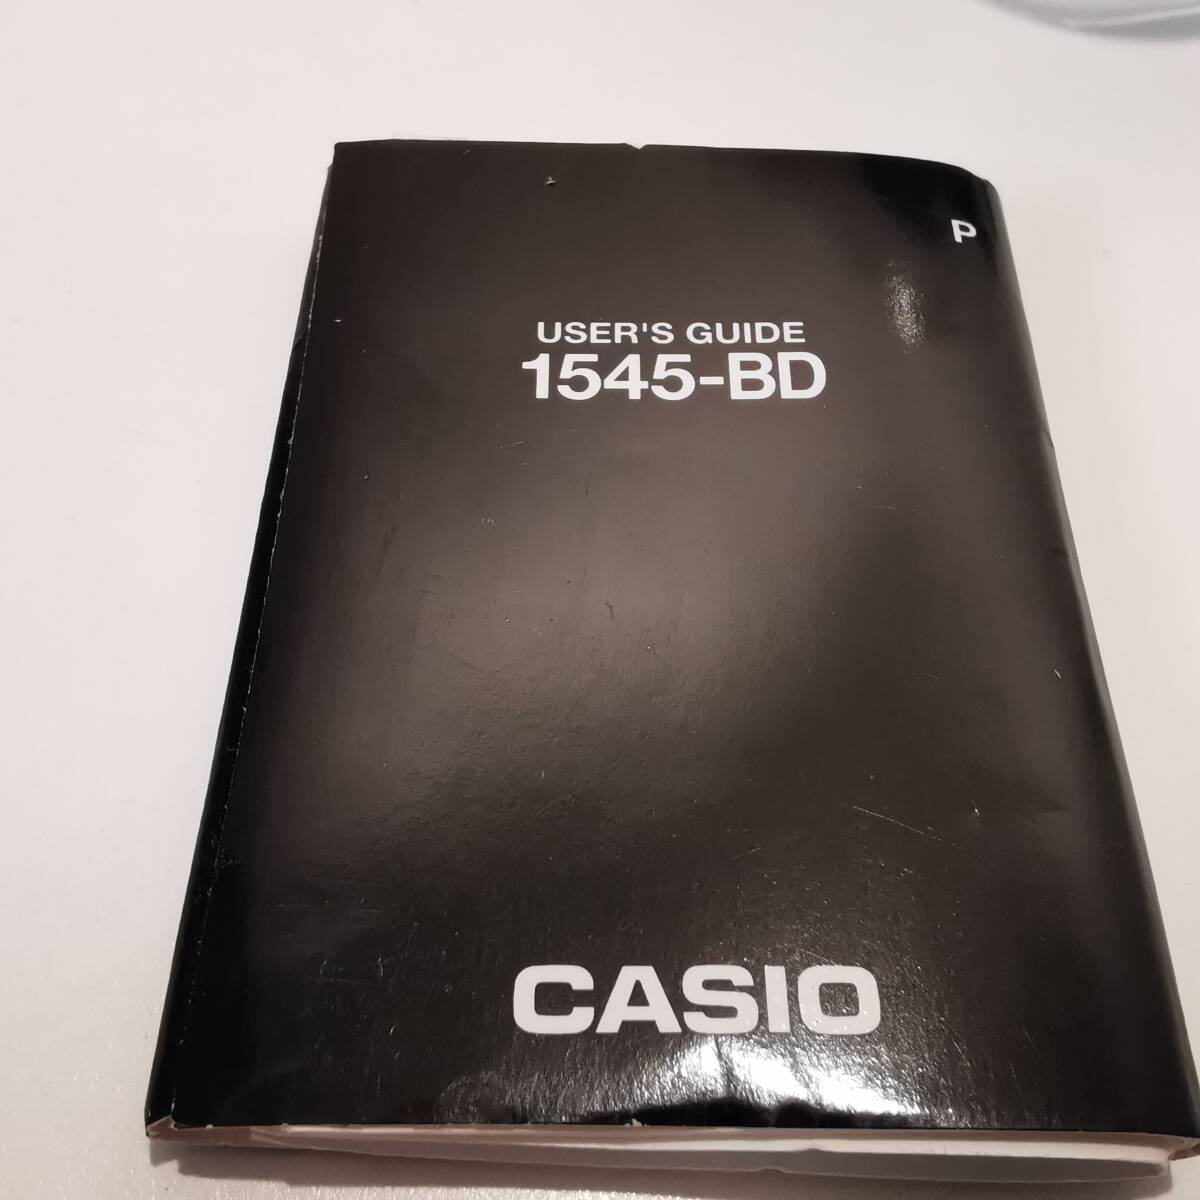 P
USER'S GUIDE
1545-BD
CASIO